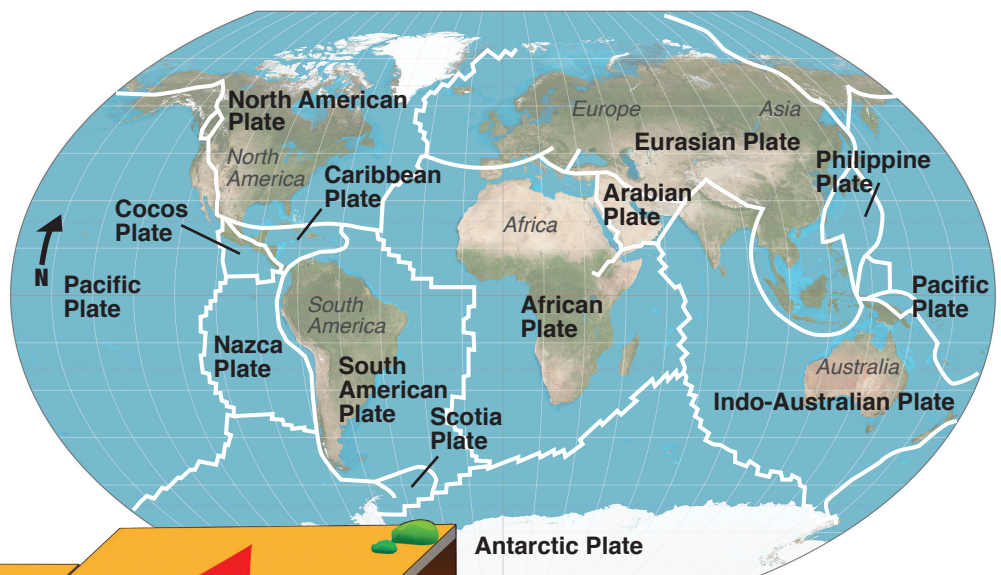 North American
Plate
Europe
Asia
Eurasian Plate
North
America
Caribbean
Plate
Philippine
Plate
Arabian
Plate
Cocos
Plate
Africa
N
Pacific
Plate
South
America
African
Plate
Pacific
Plate
Nazca
Plate
South
American
Plate
Australia
Indo-Australian Plate
Scotia
Plate
Antarctic Plate